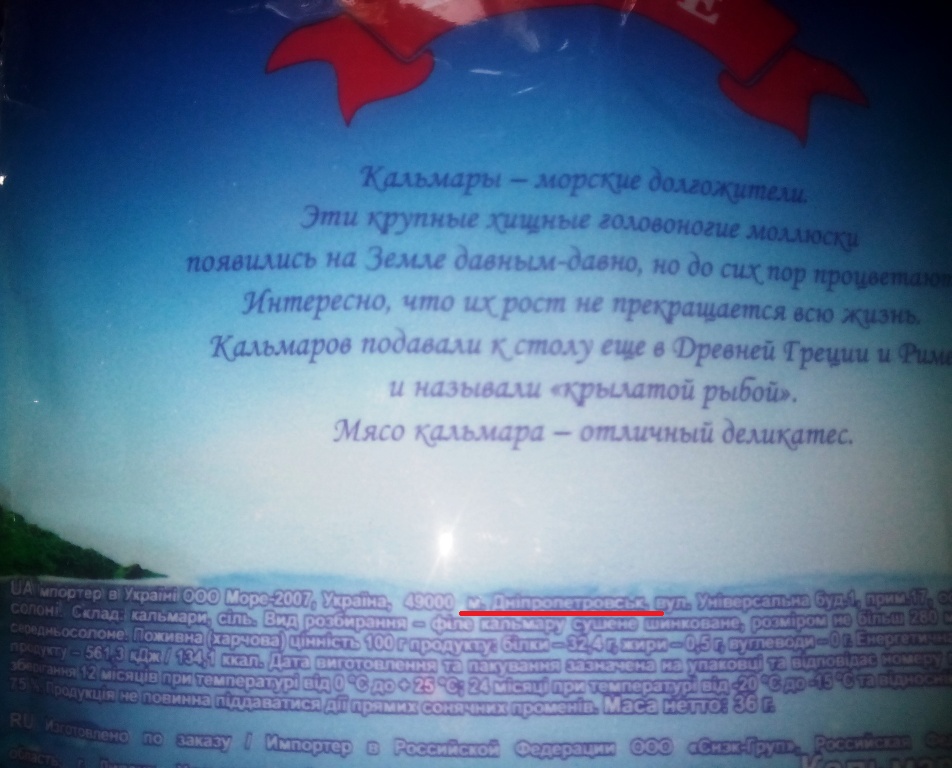 Е
Кальмары – морские долгожители.
Эти крупные хищные головоногие моллюски
появились на Земле давным-давно, но до сих пор процветают
Интересно, что их рост не прекращается всю жизнь.
Кальмаров подавали к столу еще в Древней Греции и Риме
и называли «крылатой рыбой».
Мясо кальмара – отличный деликатес.
UA Імпортер в Україні ООО Море-2007, Україна, 49000, м. Дніпропетровськ, вул. Універсальна буд.1, прим.17,
солоні. Склад: кальмари, сіль. Вид розбирання – філе кальмару сушене шинковане, розміром не більш 280
середньосолоне. Поживна (харчова) цінність 100 г продукту: білки – 32,4 г, жири – 0,5 г, вуглеводи – 0 г. Енергетична
продукту – 561,3 кДж / 134,1 ккал. Дата виготовлення та пакування зазначена на упаковці та відповідає номеру
зберігання 12 місяців при температурі від 0 °С до + 25 °С; 24 місяці при температурі від -20 °С до -15 °С та відносній
75 %. Продукція не повинна піддаватися дії прямих сонячних променів. Маса нетто: 36 г.
RU Изготовлено по заказу / Импортер в Российской Федерации ООО «Снэк-Груп», Российская
область, г.